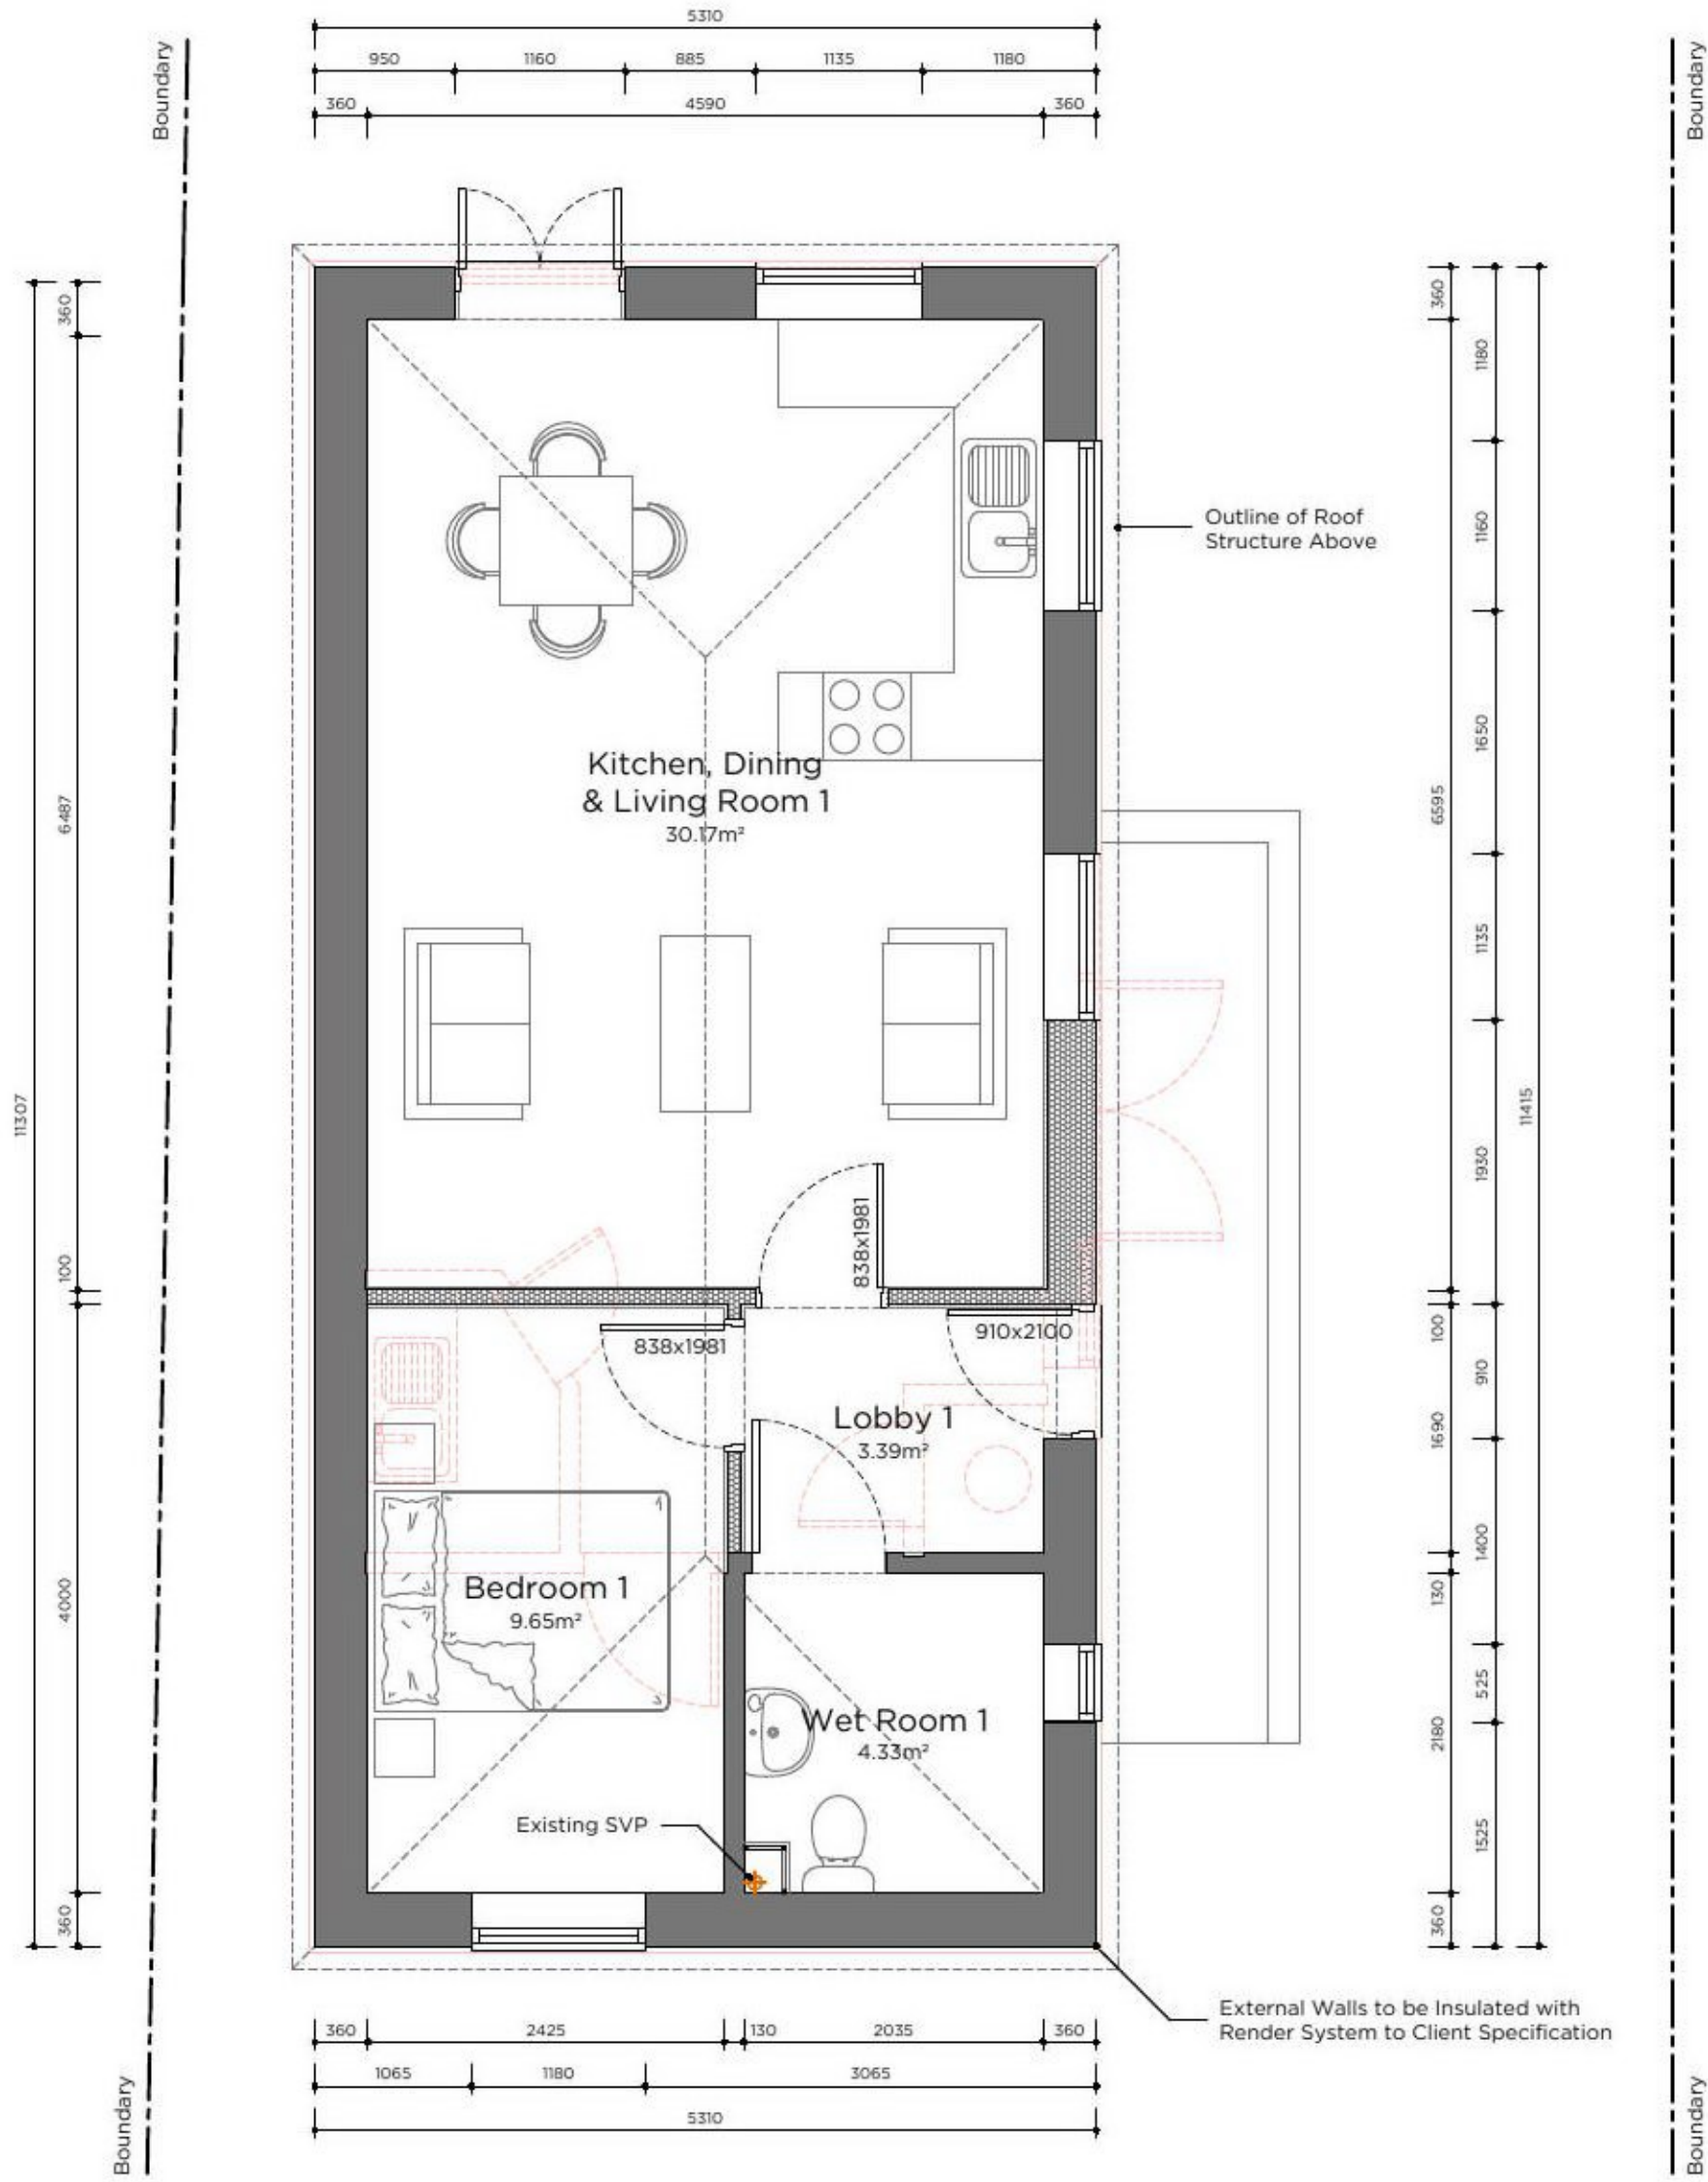 5310
950
1160
885
1135
1180
360
4590
360
Boundary
Boundary
360
6487
100
4000
360
11307
360
6595
100
1690
130
2180
360
1180
1160
1650
1135
1930
910
1400
525
1525
11415
Outline of Roof
Structure Above
Kitchen, Dining
& Living Room 1
30.17m²
838x1981
838x1981
910x2100
Lobby 1
3.39m²
Bedroom 1
9.65m²
Wet Room 1
4.33m²
Existing SVP
External Walls to be Insulated with
Render System to Client Specification
360
2425
130
2035
360
1065
1180
3065
5310
Boundary
Boundary